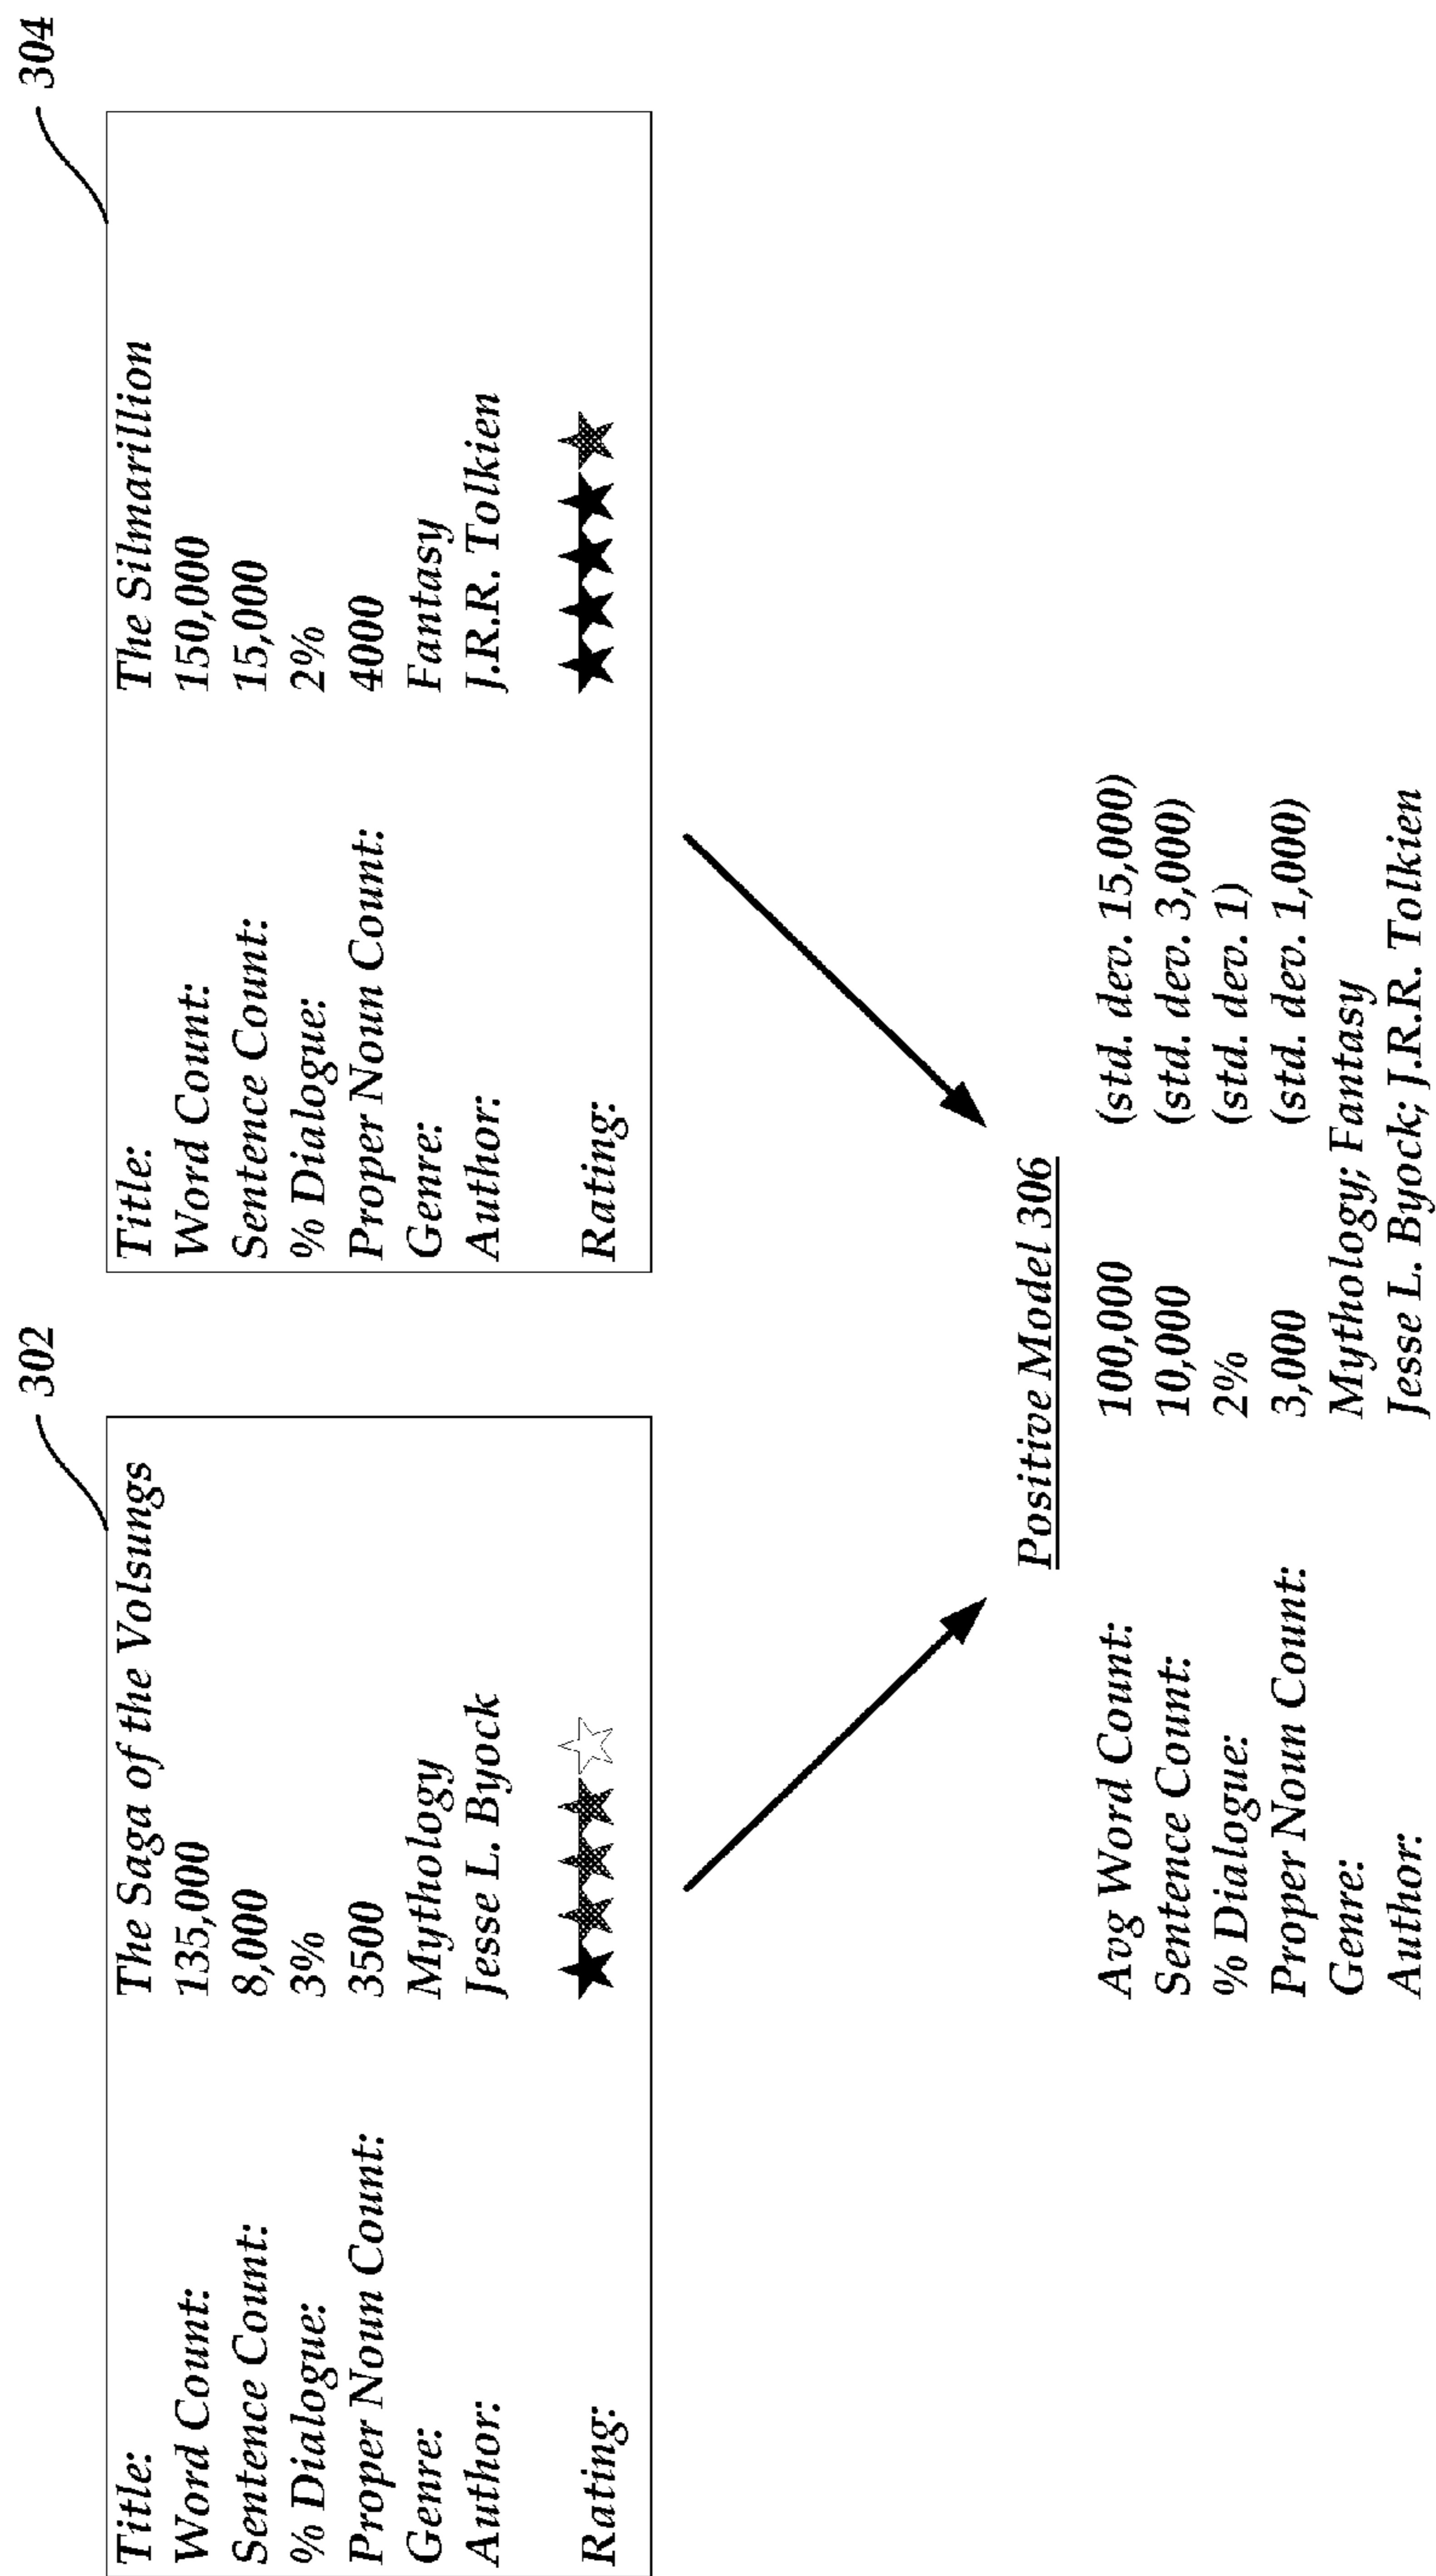 302
Title: The Saga of the Volsungs
Word Count: 135,000
Sentence Count: 8,000
% Dialogue: 3%
Proper Noun Count: 3500
Genre: Mythology
Author: Jesse L. Byock
Rating:
304
Title: The Silmarillion
Word Count: 150,000
Sentence Count: 15,000
% Dialogue: 2%
Proper Noun Count: 4000
Genre: Fantasy
Author: J.R.R. Tolkien
Rating:
Positive Model 306
Avg Word Count: 100,000 (std. dev. 15,000)
Sentence Count: 10,000 (std. dev. 3,000)
% Dialogue: 2% (std. dev. 1)
Proper Noun Count: 3,000 (std. dev. 1,000)
Genre: Mythology; Fantasy
Author: Jesse L. Byock; J.R.R. Tolkien